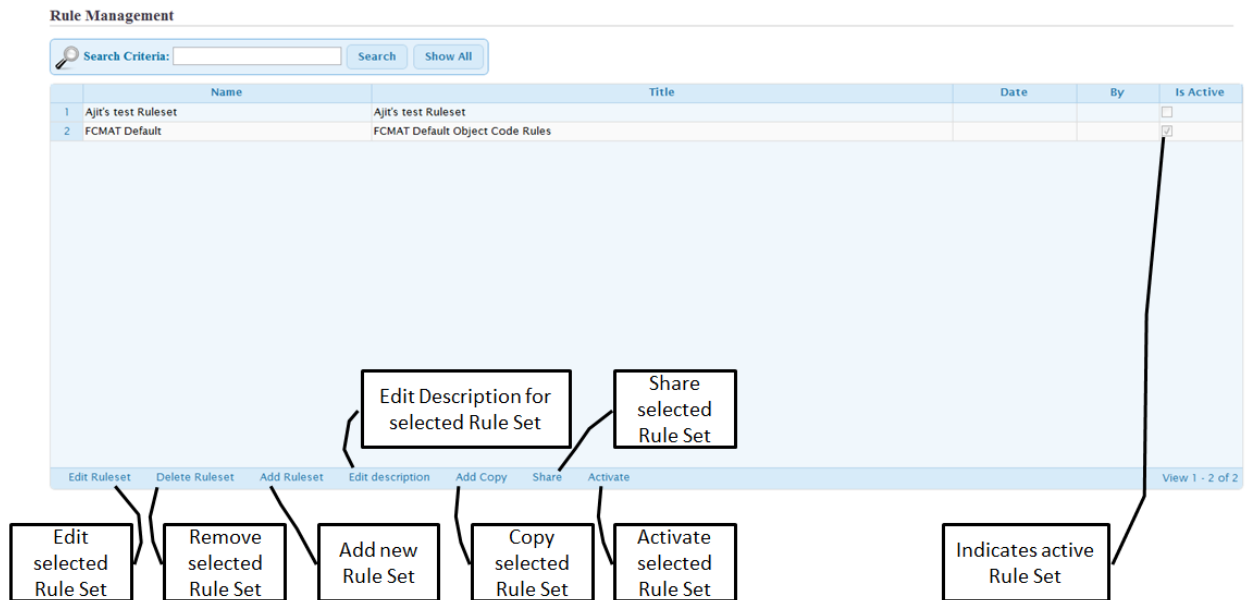 Rule Management
Search Criteria: Search Show All
Name Title Date By Is Active
1 Ajit's test Ruleset Ajit's test Ruleset
2 FCMAT Default FCMAT Default Object Code Rules
Edit Description for
selected Rule Set
Share
selected
Rule Set
Edit Ruleset Delete Ruleset Add Ruleset Edit description Add Copy Share Activate View 1 - 2 of 2
Edit
selected
Rule Set
Remove
selected
Rule Set
Add new
Rule Set
Copy
selected
Rule Set
Activate
selected
Rule Set
Indicates active
Rule Set